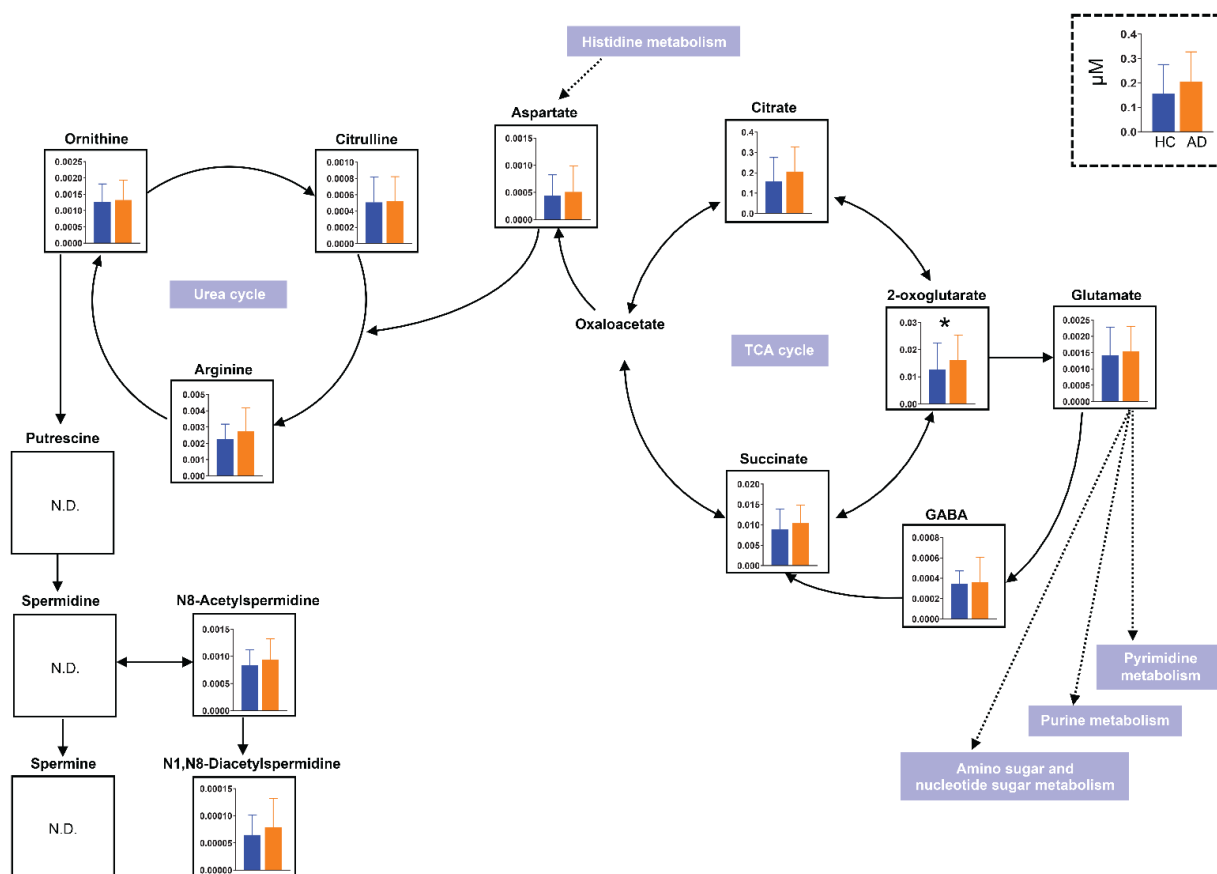 Histidine metabolism
0.4
0.3
0.2
0.1
0.0
µM
HC AD
Aspartate
0.0015
0.0010
0.0005
0.0000
Citrate
0.4
0.3
0.2
0.1
0.0
Ornithine
0.0025
0.0020
0.0015
0.0010
0.0005
0.0000
Citrulline
0.0010
0.0008
0.0006
0.0004
0.0002
0.0000
Urea cycle
Oxaloacetate
TCA cycle
2-oxoglutarate
*
0.03
0.02
0.01
0.00
Glutamate
0.0025
0.0020
0.0015
0.0010
0.0005
0.0000
Arginine
0.005
0.004
0.003
0.002
0.001
0.000
Putrescine
N.D.
Succinate
0.020
0.015
0.010
0.005
0.000
GABA
0.0008
0.0006
0.0004
0.0002
0.0000
Spermidine
N.D.
N8-Acetylspermidine
0.0015
0.0010
0.0005
0.0000
Pyrimidine
metabolism
Purine metabolism
Amino sugar and
nucleotide sugar metabolism
Spermine
N.D.
N1,N8-Diacetylspermidine
0.00015
0.00010
0.00005
0.00000